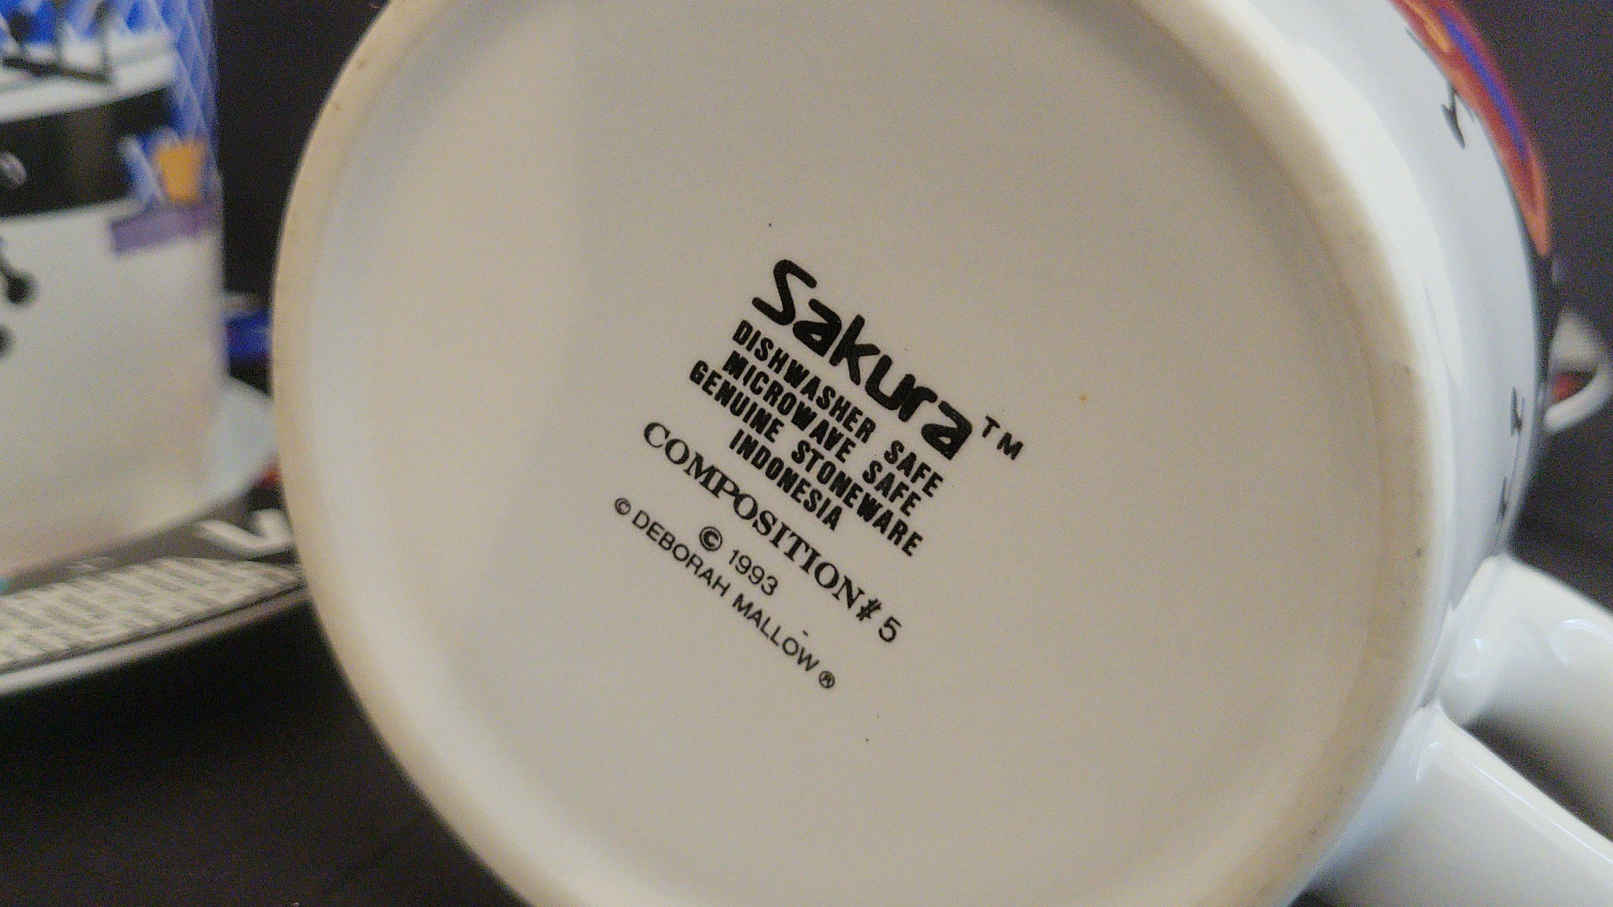 Sakura™
DISHWASHER SAFE
MICROWAVE SAFE
GENUINE STONEWARE
INDONESIA
COMPOSITION # 5
© 1993
© DEBORAH MALLOW ®